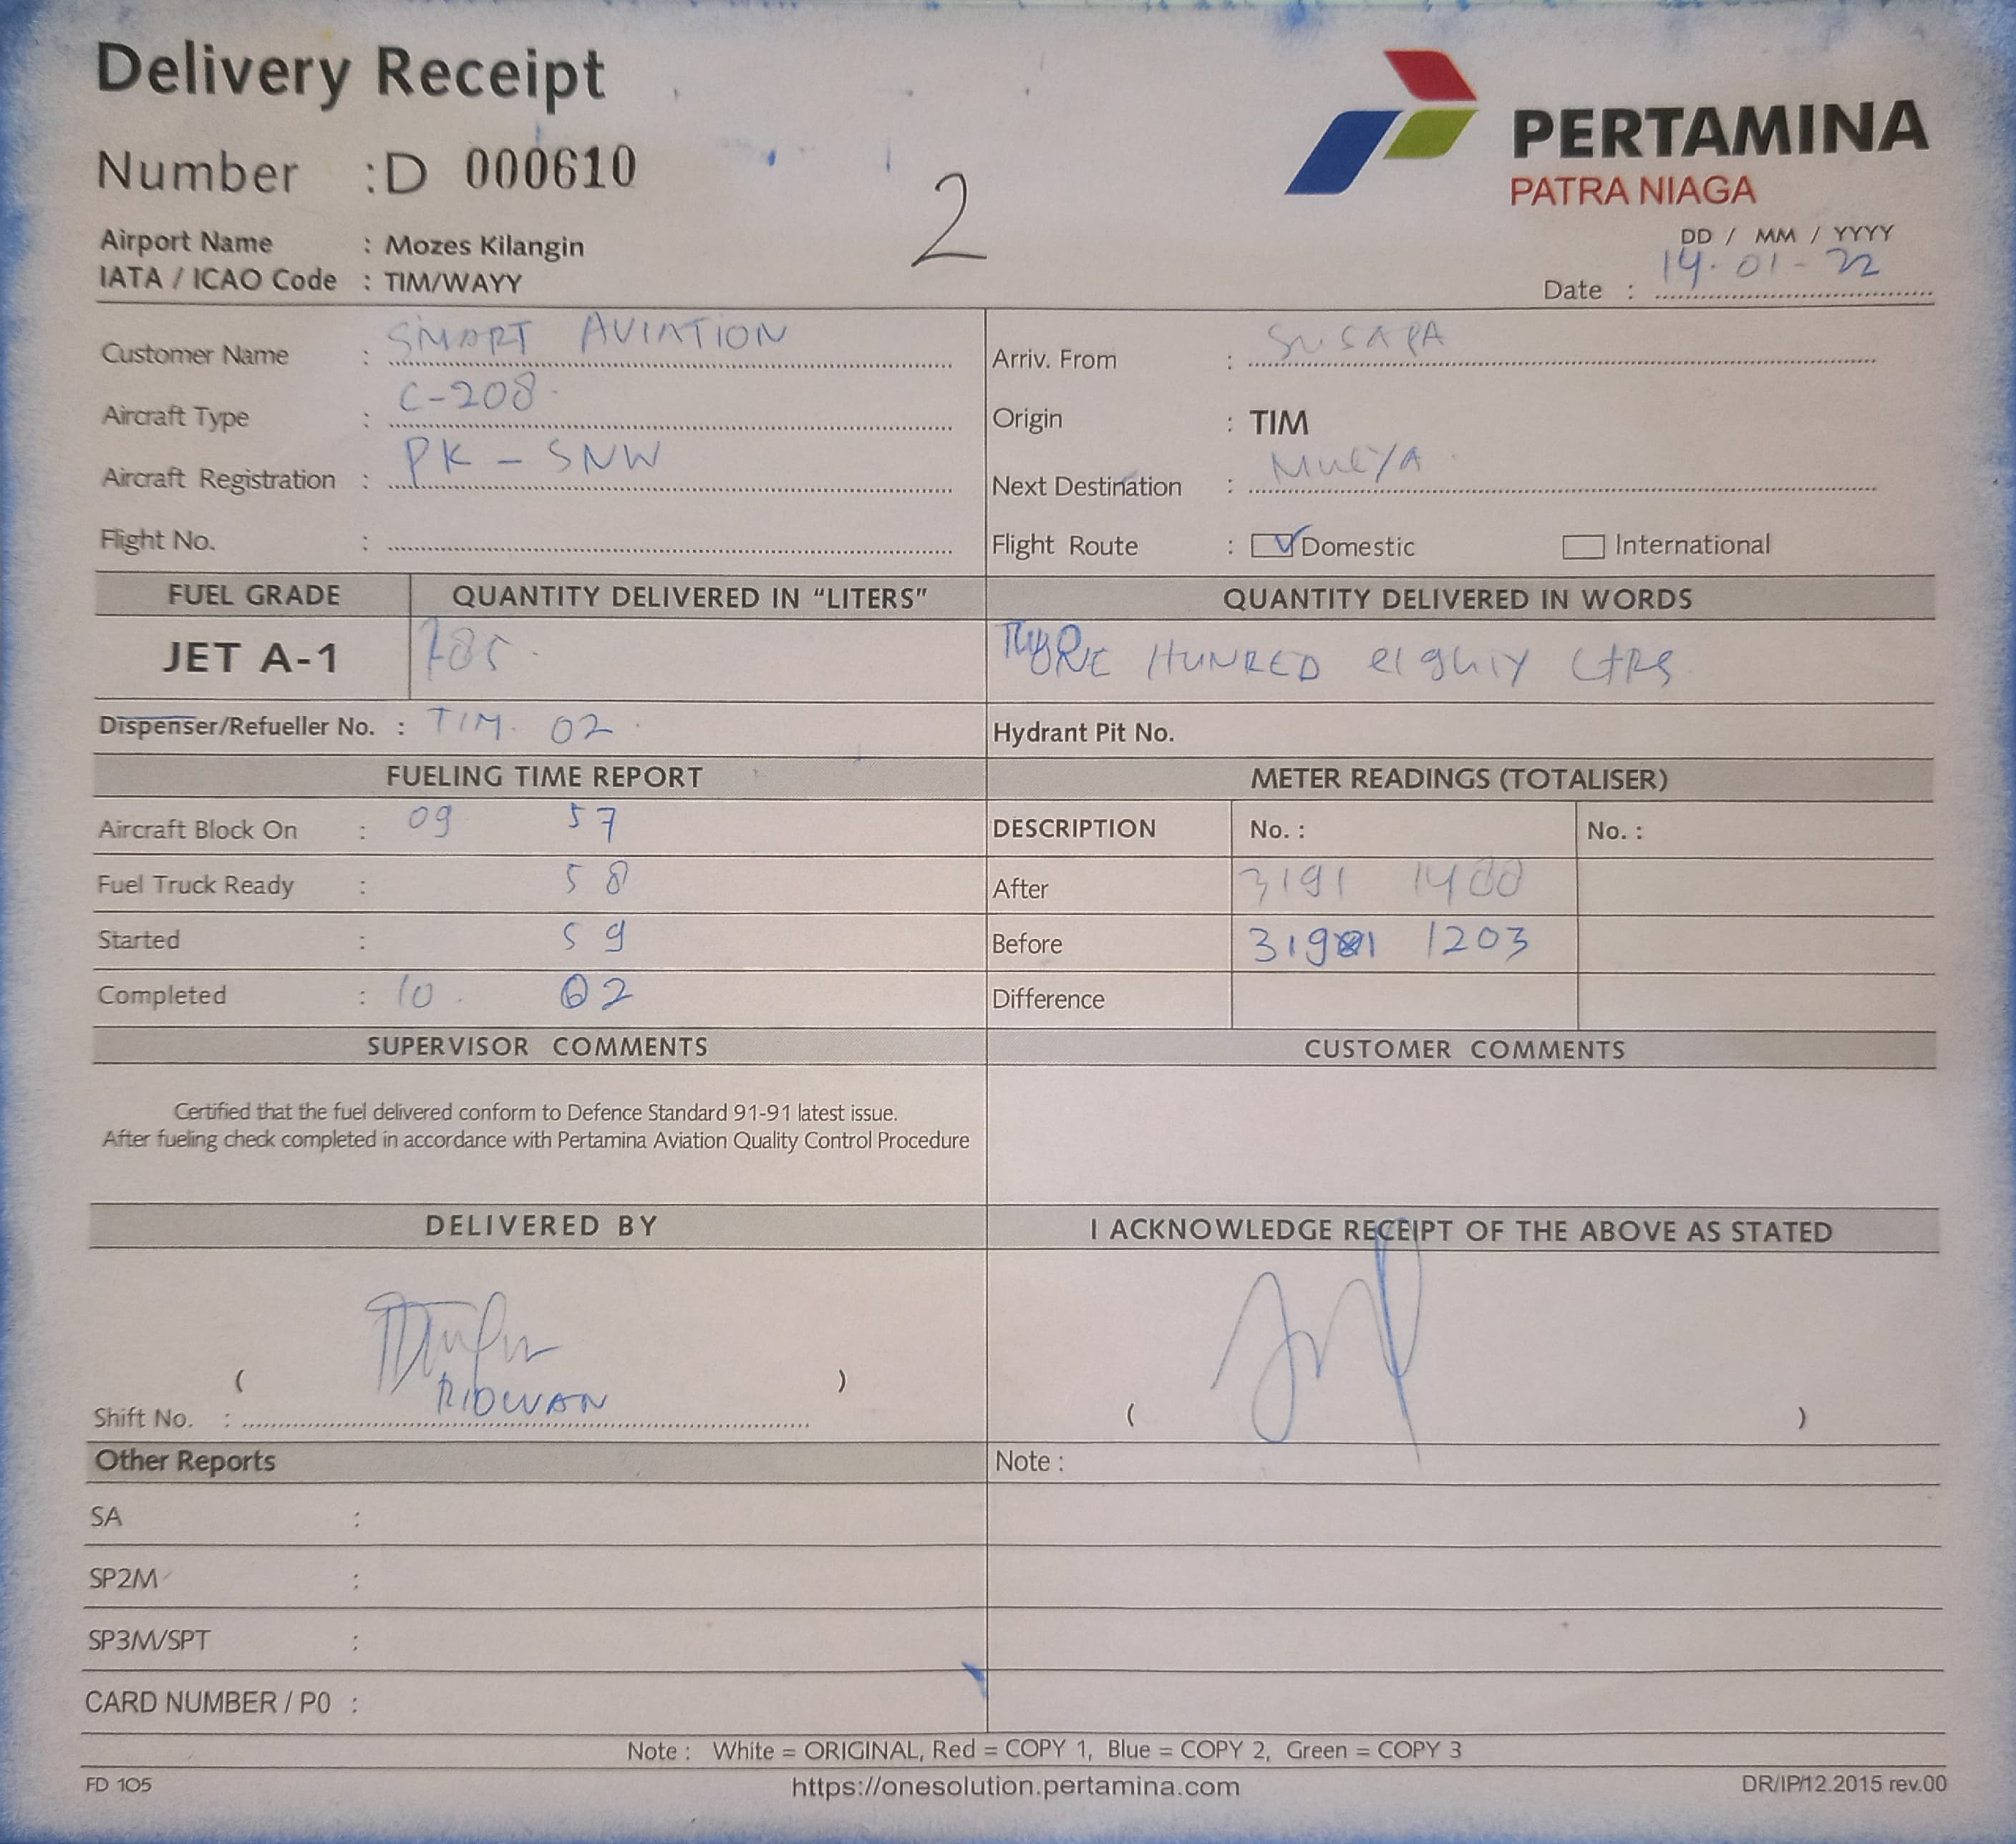 Delivery Receipt
Number :D 000610
2
PERTAMINA
PATRA NIAGA
Airport Name : Mozes Kilangin
IATA / ICAO Code : TIM/WAYY
DD / MM / YYYY
Date : 14-01-22
Customer Name : SMART AVIATION
Aircraft Type : C-208
Aircraft Registration : PK - SNW
Flight No. :
Arriv. From :
Origin : TIM
Next Destination : MULYA
Flight Route : Domestic International
FUEL GRADE QUANTITY DELIVERED IN “LITERS” QUANTITY DELIVERED IN WORDS
JET A-1 HUNRED EIGHTY LTRS
Dispenser/Refueller No. : TIM. 02 Hydrant Pit No.
FUELING TIME REPORT METER READINGS (TOTALISER)
Aircraft Block On : 09 57 DESCRIPTION No. : No. :
Fuel Truck Ready : 58 After 3191
Started : 59 Before 1203
Completed : 10. 02 Difference
SUPERVISOR COMMENTS CUSTOMER COMMENTS
Certified that the fuel delivered conform to Defence Standard 91-91 latest issue.
After fueling check completed in accordance with Pertamina Aviation Quality Control Procedure
DELIVERED BY I ACKNOWLEDGE RECEIPT OF THE ABOVE AS STATED
( RIDWAN ) ( )
Shift No. :
Other Reports Note :
SA :
SP2M :
SP3M/SPT :
CARD NUMBER / P0 :
Note : White = ORIGINAL, Red = COPY 1, Blue = COPY 2, Green = COPY 3
FD 105 https://onesolution.pertamina.com DR/IP/12.2015 rev.00